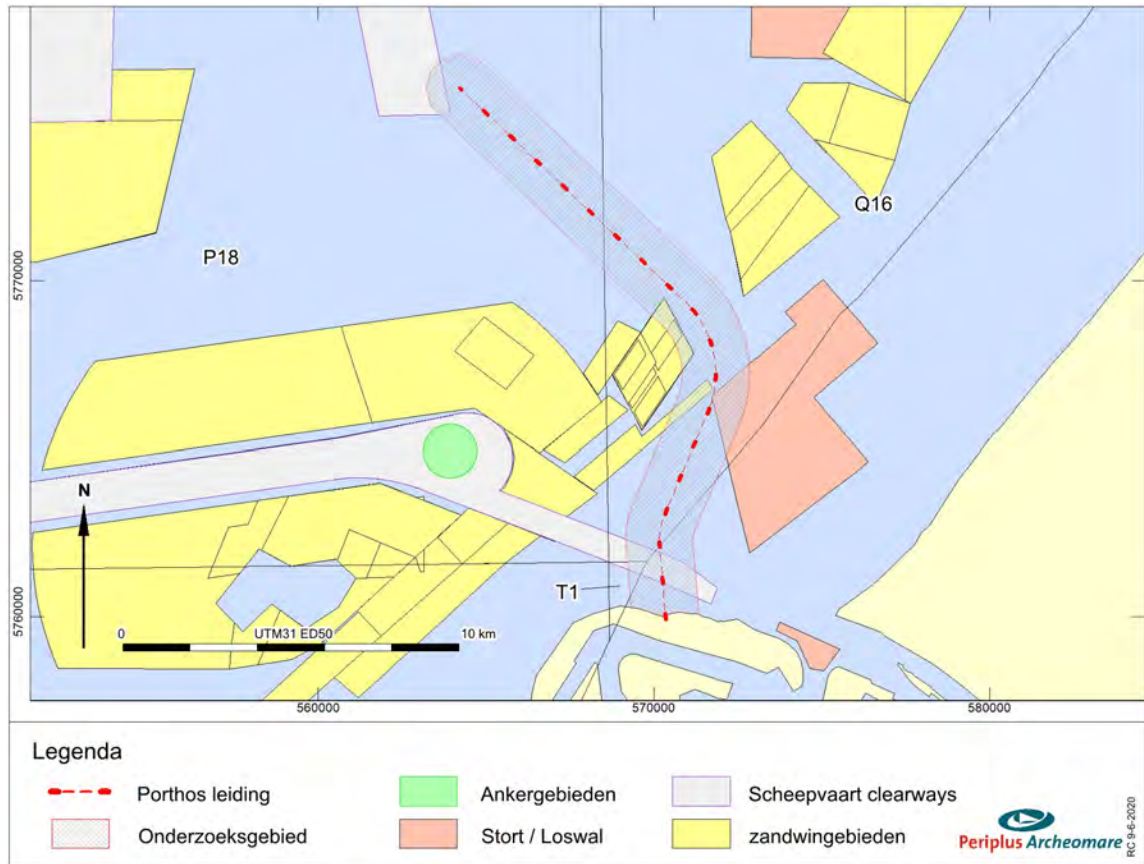 Q16
P18
5770000
N
T1
5760000
0 UTM31 ED50 10 km
560000 570000 580000
Legenda
Porthos leiding Ankergebieden Scheepvaart clearways
Onderzoeksgebied Stort / Loswal zandwingebieden
Periplus Archeomare
RC 9-6-2020